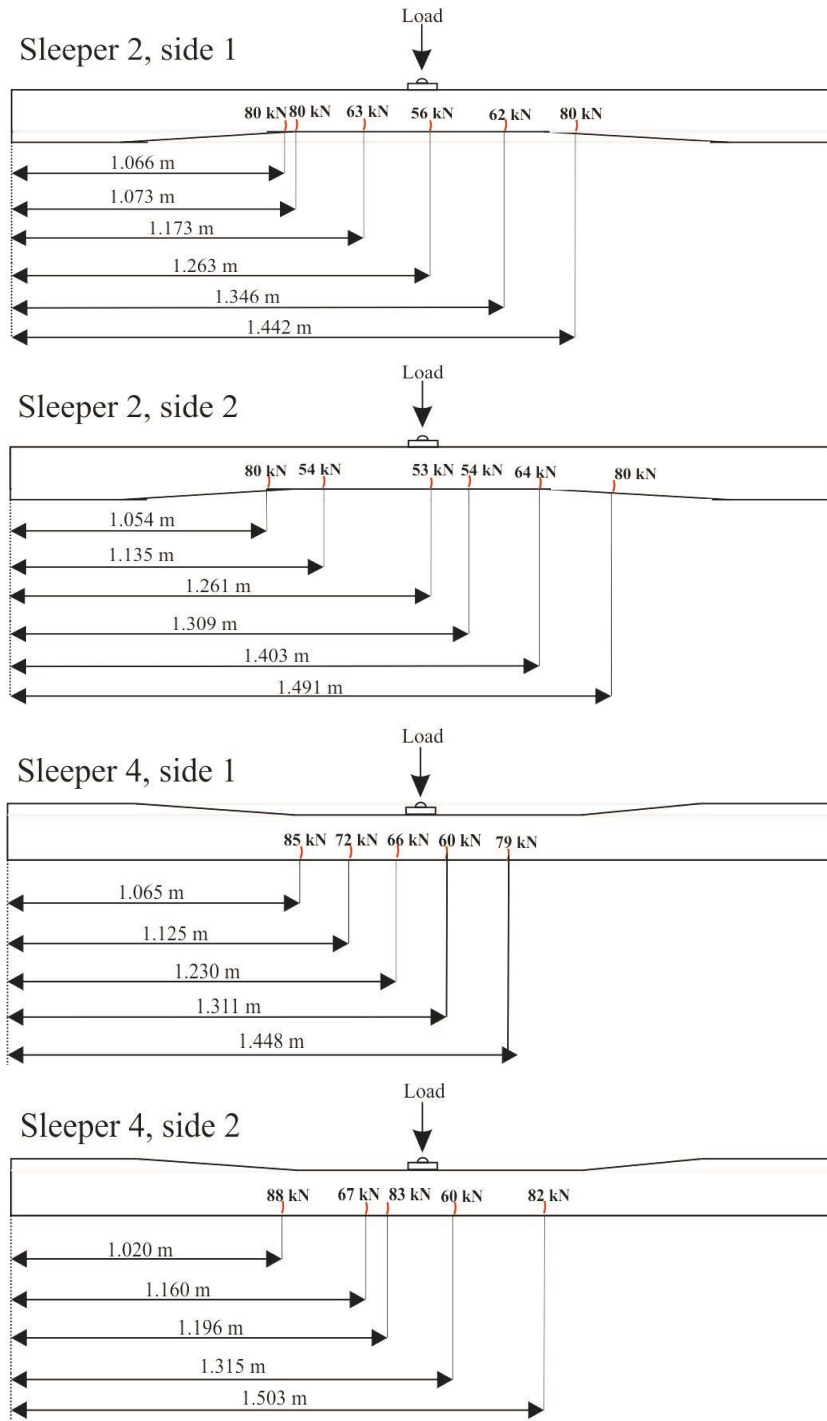 Load
Sleeper 2, side 1
80 kN 80 kN 63 kN 56 kN 62 kN 80 kN
1.066 m
1.073 m
1.173 m
1.263 m
1.346 m
1.442 m
Load
Sleeper 2, side 2
80 kN 54 kN 53 kN 54 kN 64 kN 80 kN
1.054 m
1.135 m
1.261 m
1.309 m
1.403 m
1.491 m
Load
Sleeper 4, side 1
85 kN 72 kN 66 kN 60 kN 79 kN
1.065 m
1.125 m
1.230 m
1.311 m
1.448 m
Load
Sleeper 4, side 2
88 kN 67 kN 83 kN 60 kN 82 kN
1.020 m
1.160 m
1.196 m
1.315 m
1.503 m